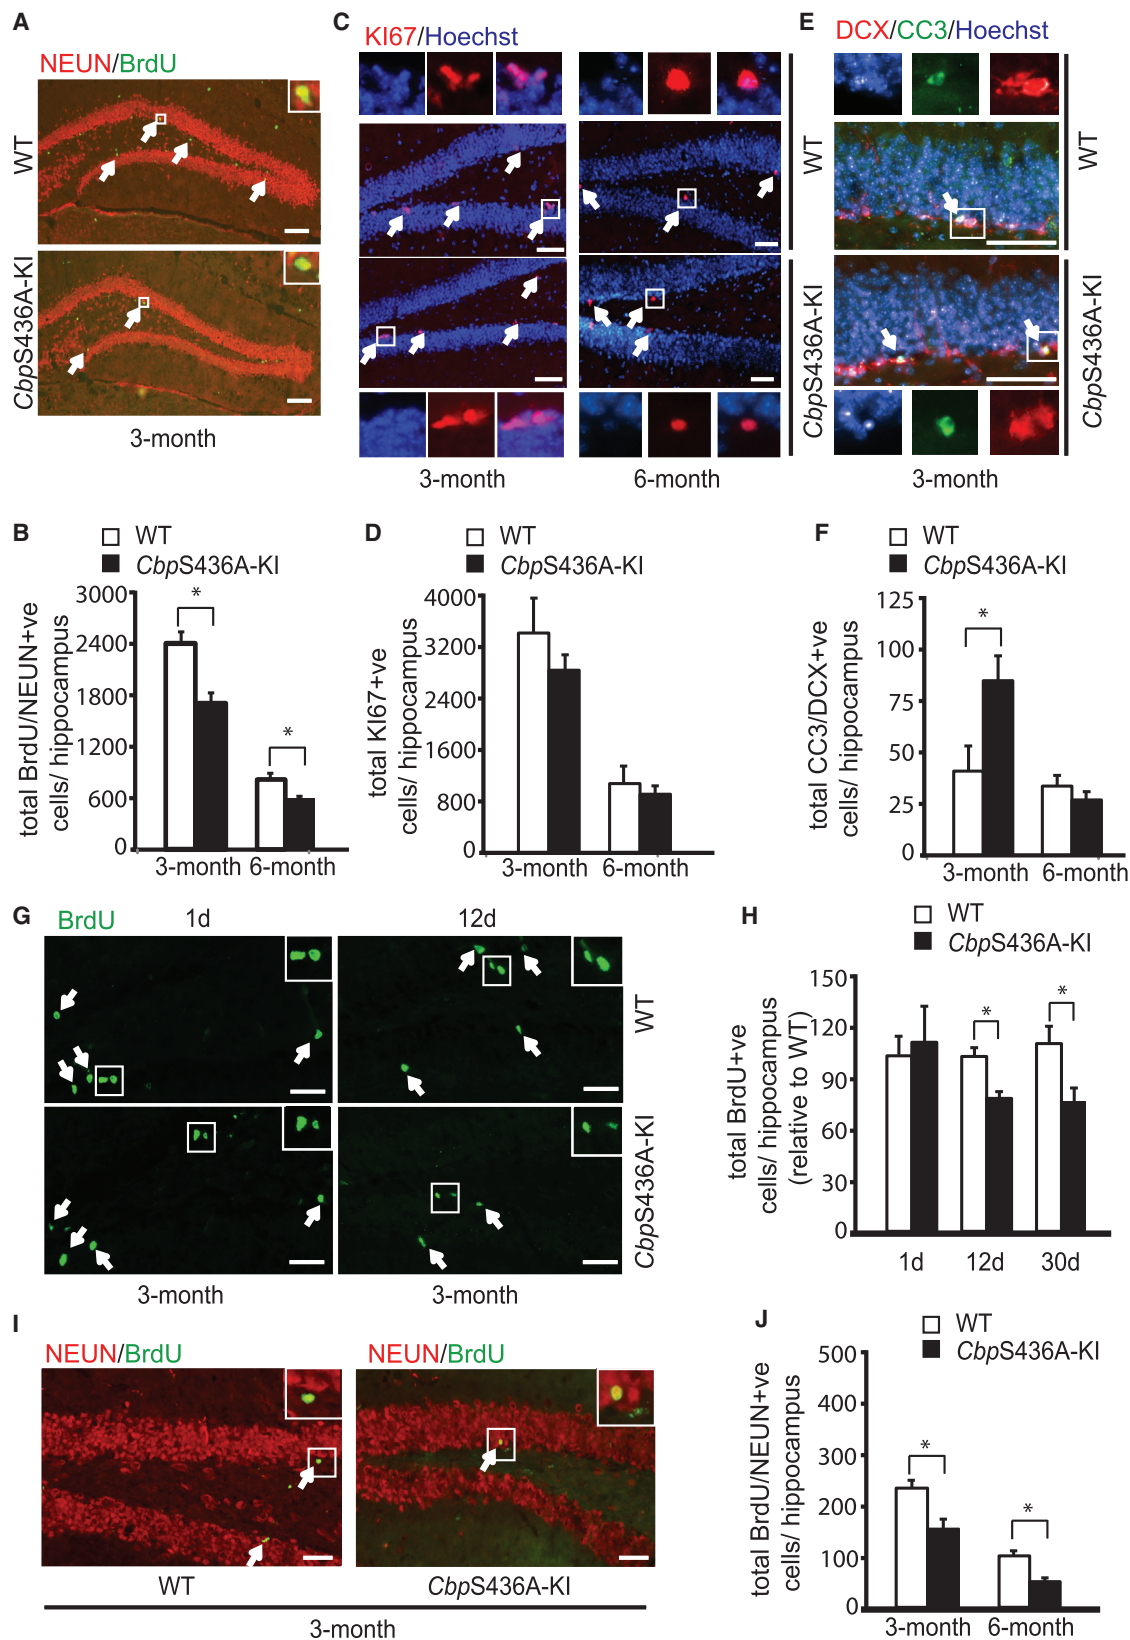 A
NEUN/BrdU
WT
CbpS436A-KI
3-month
C
KI67/Hoechst
WT
CbpS436A-KI
3-month 6-month
E
DCX/CC3/Hoechst
WT
CbpS436A-KI
3-month
B
WT
CbpS436A-KI
total BrdU/NEUN+ve
cells/ hippocampus
3000
2400
1800
1200
600
0
*
*
3-month 6-month
D
WT
CbpS436A-KI
total KI67+ve
cells/ hippocampus
4000
3200
2400
1600
800
0
3-month 6-month
F
WT
CbpS436A-KI
total CC3/DCX+ve
cells/ hippocampus
125
100
75
50
25
0
*
3-month 6-month
G
BrdU 1d 12d
WT
CbpS436A-KI
3-month 3-month
H
WT
CbpS436A-KI
total BrdU+ve
cells/ hippocampus
(relative to WT)
150
120
90
60
30
0
*
*
1d 12d 30d
I
NEUN/BrdU NEUN/BrdU
WT CbpS436A-KI
3-month
J
WT
CbpS436A-KI
total BrdU/NEUN+ve
cells/ hippocampus
500
400
300
200
100
0
*
*
3-month 6-month